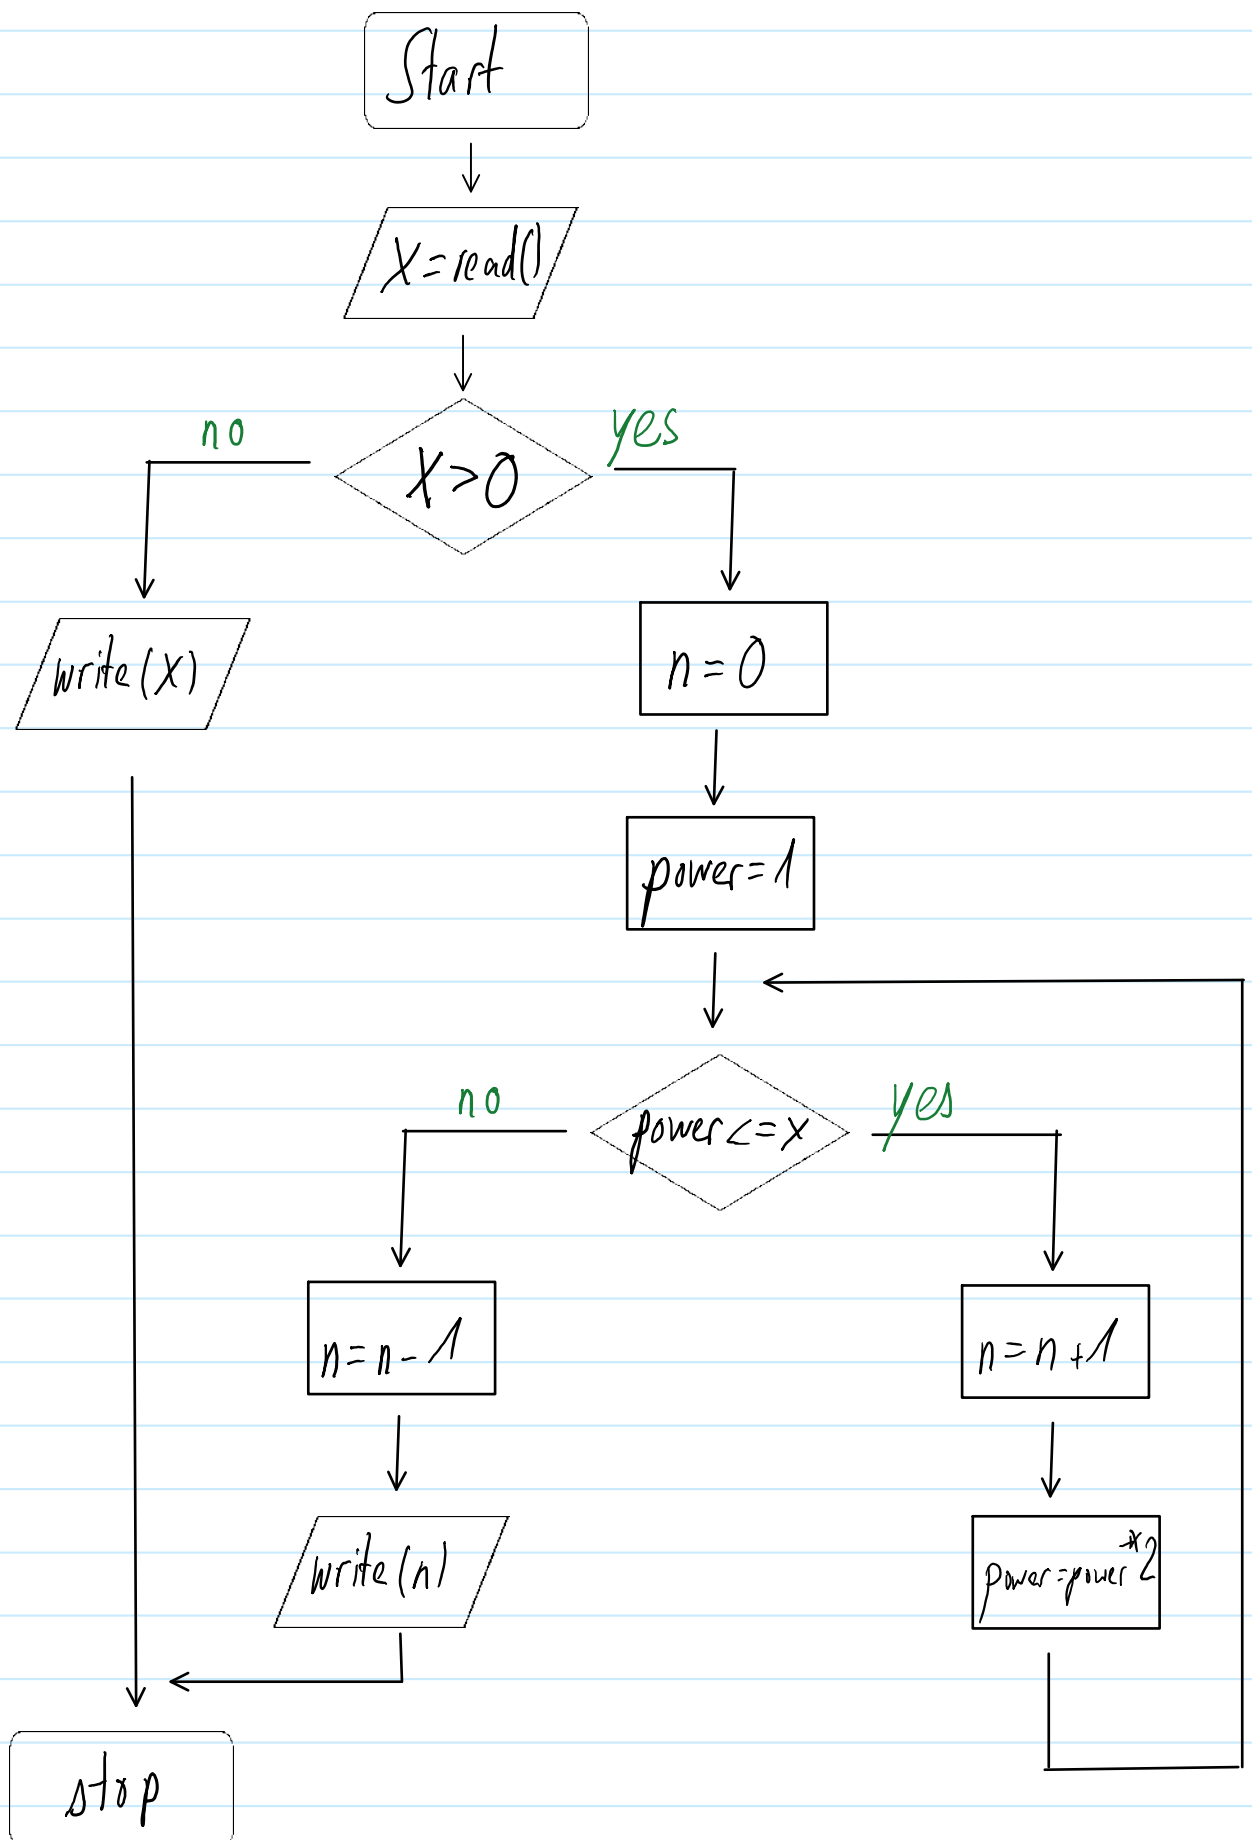 Start
X=read()
no
yes
X>0
write(X)
n=0
power=1
no
yes
power<=x
n=n-1
n=n+1
write(n)
power=power*2
stop